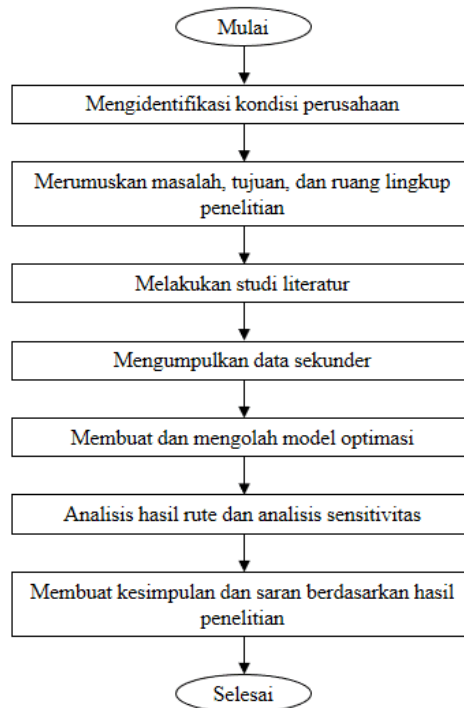 Mulai
Mengidentifikasi kondisi perusahaan
Merumuskan masalah, tujuan, dan ruang lingkup
penelitian
Melakukan studi literatur
Mengumpulkan data sekunder
Membuat dan mengolah model optimasi
Analisis hasil rute dan analisis sensitivitas
Membuat kesimpulan dan saran berdasarkan hasil
penelitian
Selesai